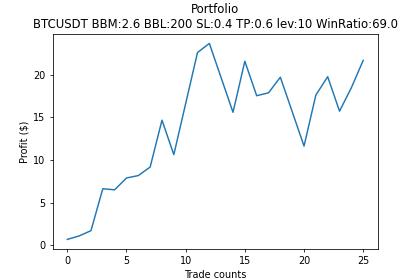 Portfolio
BTCUSDT BBM:2.6 BBL:200 SL:0.4 TP:0.6 lev:10 WinRatio:69.0
20
15
10
5
0
Profit ($)
0 5 10 15 20 25
Trade counts